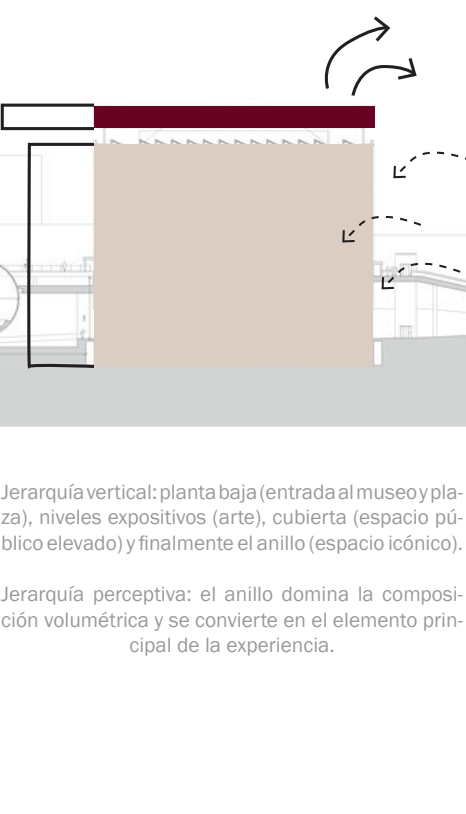 Jerarquía vertical: planta baja (entrada al museo y pla-
za), niveles expositivos (arte), cubierta (espacio pú-
blico elevado) y finalmente el anillo (espacio icónico).
Jerarquía perceptiva: el anillo domina la composi-
ción volumétrica y se convierte en el elemento prin-
cipal de la experiencia.